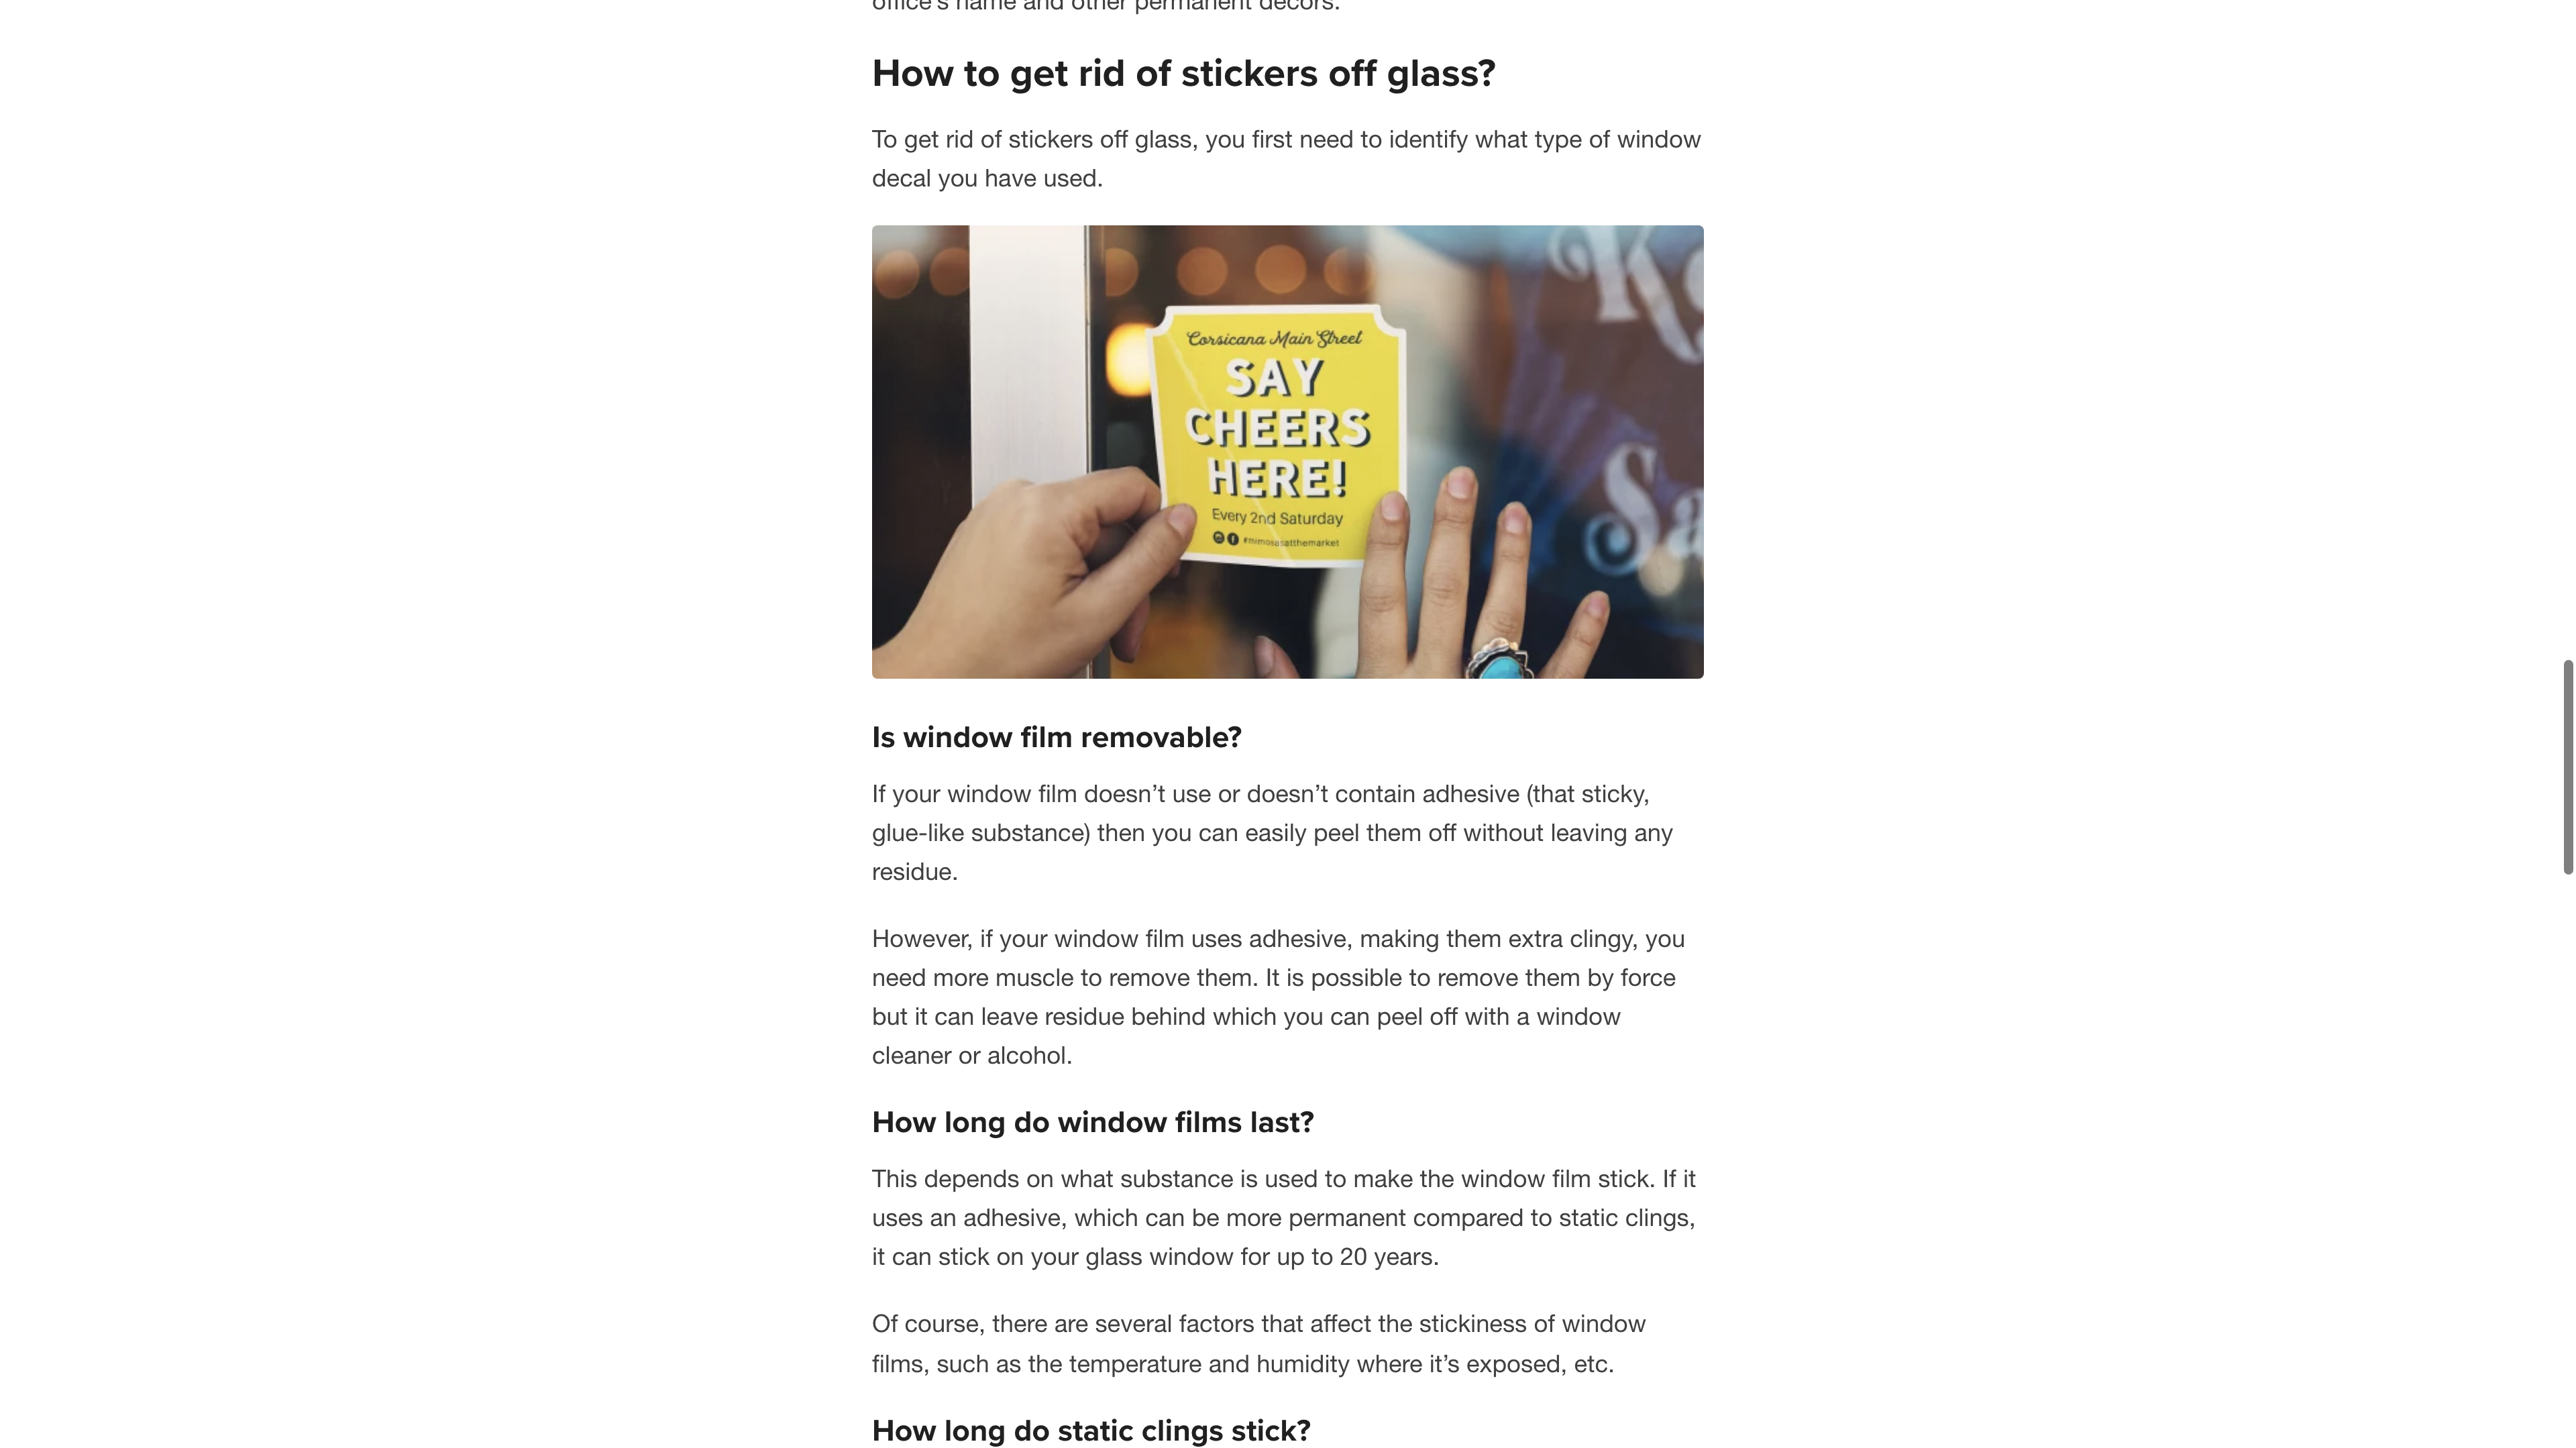 office's name and other permanent decors.
How to get rid of stickers off glass?
To get rid of stickers off glass, you first need to identify what type of window
decal you have used.
Corsicana Main Street
SAY
CHEERS
HERE!
Every 2nd Saturday
#mimosasatthemarket
Is window film removable?
If your window film doesn’t use or doesn’t contain adhesive (that sticky,
glue-like substance) then you can easily peel them off without leaving any
residue.
However, if your window film uses adhesive, making them extra clingy, you
need more muscle to remove them. It is possible to remove them by force
but it can leave residue behind which you can peel off with a window
cleaner or alcohol.
How long do window films last?
This depends on what substance is used to make the window film stick. If it
uses an adhesive, which can be more permanent compared to static clings,
it can stick on your glass window for up to 20 years.
Of course, there are several factors that affect the stickiness of window
films, such as the temperature and humidity where it’s exposed, etc.
How long do static clings stick?